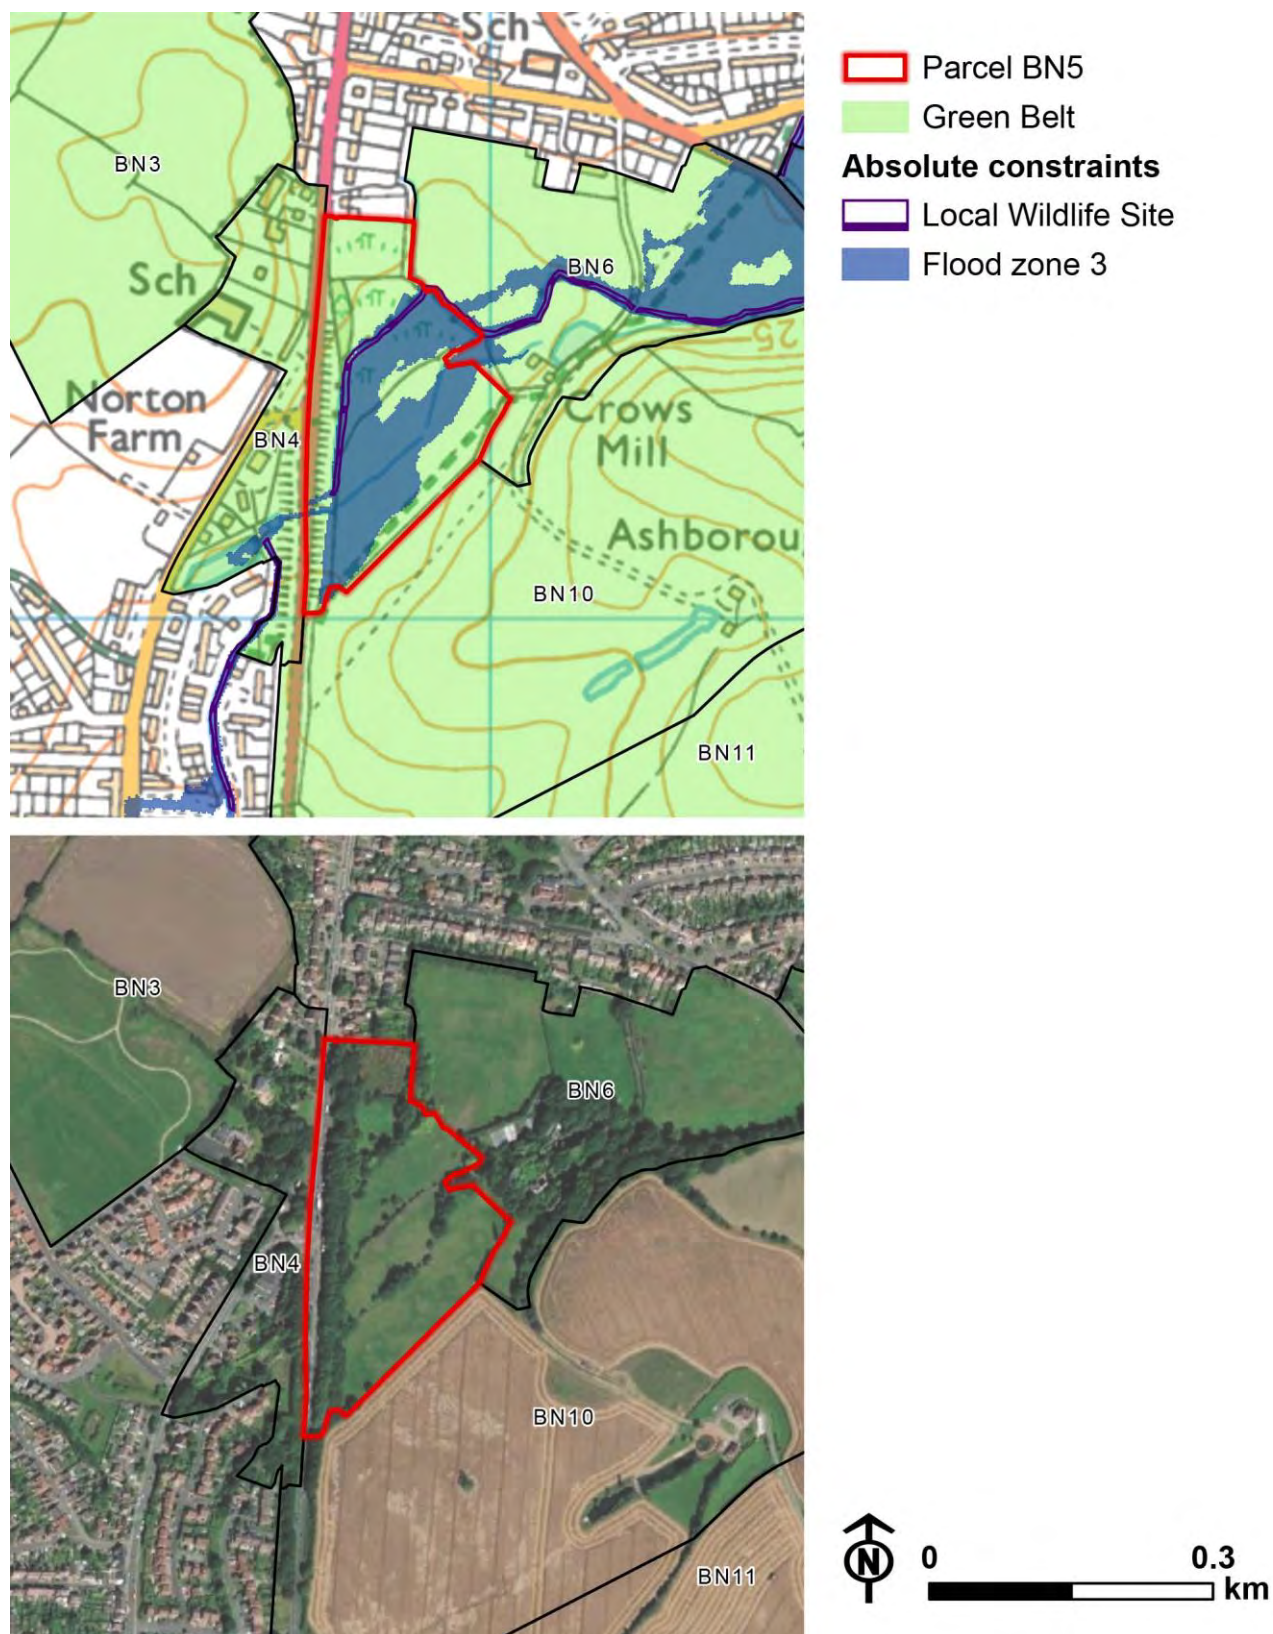 Sch
BN3
BN6
Sch
Norton
Farm
BN4
Crows
Mill
25
Ashborou
BN10
BN11
Parcel BN5
Green Belt
Absolute constraints
Local Wildlife Site
Flood zone 3
BN3
BN6
BN4
BN10
BN11
N
0
0.3
km